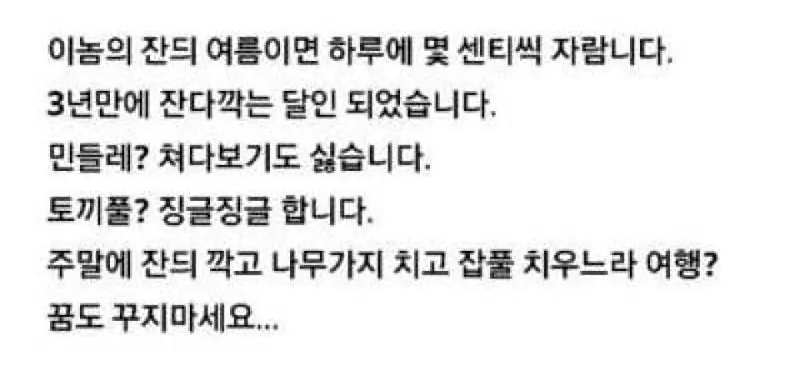 이놈의 잔듸 여름이면 하루에 몇 센티씩 자람니다.
3년만에 잔다깍는 달인 되었습니다.
민들레? 쳐다보기도 싫습니다.
토끼풀? 징글징글 합니다.
주말에 잔듸 깍고 나무가지 치고 잡풀 치우느라 여행?
꿈도 꾸지마세요...